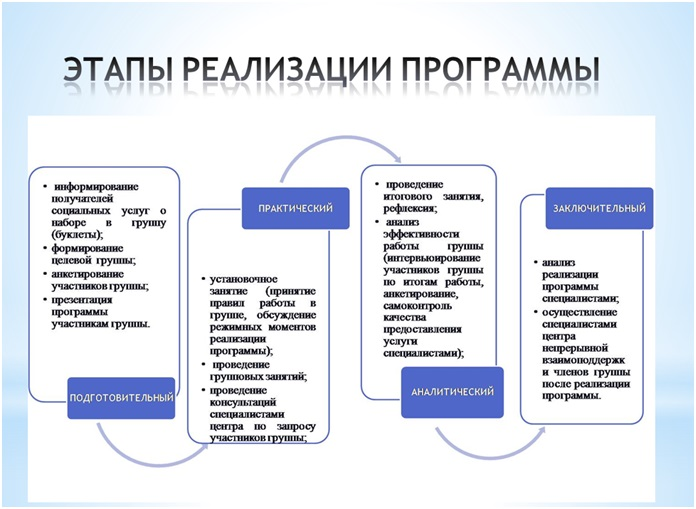 ЭТАПЫ РЕАЛИЗАЦИИ ПРОГРАММЫ
• информирование
получателей
социальных услуг о
наборе в группу
(буклеты);
• формирование
целевой группы;
• анкетирование
участников группы;
• презентация
программы
участникам группы.
ПОДГОТОВИТЕЛЬНЫЙ
ПРАКТИЧЕСКИЙ
• установочное
занятие (принятие
правил работы в
группе, обсуждение
режимных моментов
реализации
программы);
• проведение
групповых занятий;
• проведение
консультаций
специалистами
центра по запросу
участников группы;
• проведение
итогового занятия,
рефлексия;
• анализ
эффективности
работы группы
(интервьюирование
участников группы
по итогам работы,
анкетирование,
самоконтроль
качества
предоставления
услуги
специалистами);
АНАЛИТИЧЕСКИЙ
ЗАКЛЮЧИТЕЛЬНЫЙ
• анализ
реализации
программы
специалистами;
• осуществление
специалистами
центра
непрерывной
взаимоподдержк
и членов группы
после реализации
программы.